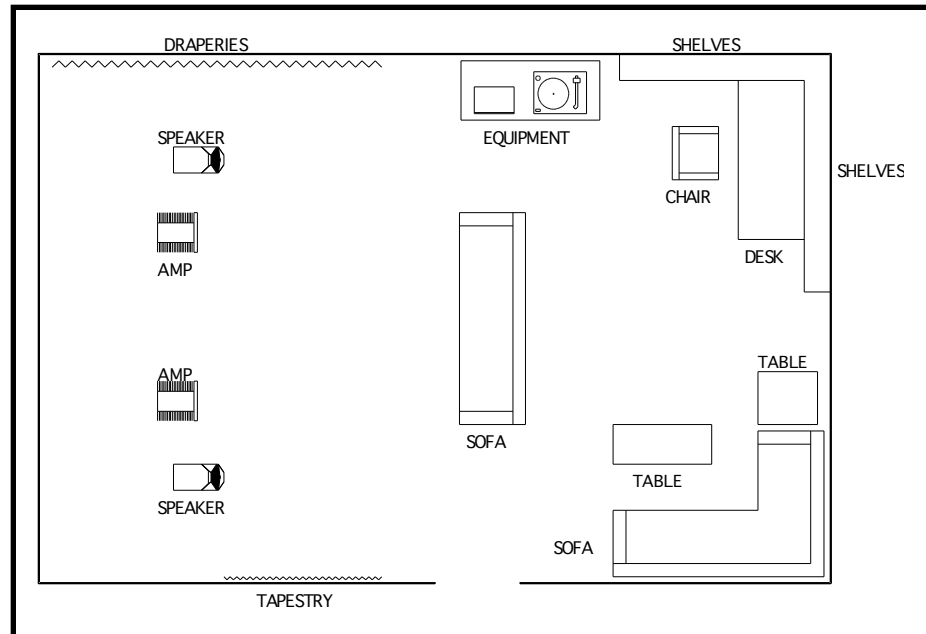 DRAPERIES
SHELVES
SPEAKER
EQUIPMENT
SHELVES
CHAIR
DESK
AMP
TABLE
AMP
SOFA
TABLE
SPEAKER
SOFA
TAPESTRY